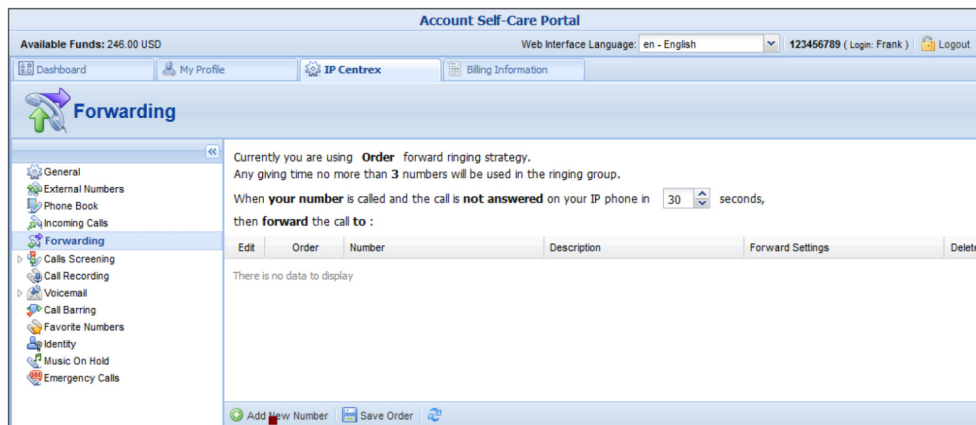 Account Self-Care Portal
Available Funds: 246.00 USD Web Interface Language: en - English 123456789 ( Login: Frank ) Logout
Dashboard My Profile IP Centrex Billing Information
Forwarding
General
External Numbers
Phone Book
Incoming Calls
Forwarding
Calls Screening
Call Recording
Voicemail
Call Barring
Favorite Numbers
Identity
Music On Hold
Emergency Calls
Currently you are using Order forward ringing strategy.
Any giving time no more than 3 numbers will be used in the ringing group.
When your number is called and the call is not answered on your IP phone in 30 seconds,
then forward the call to :
Edit Order Number Description Forward Settings Delete
There is no data to display
Add New Number Save Order